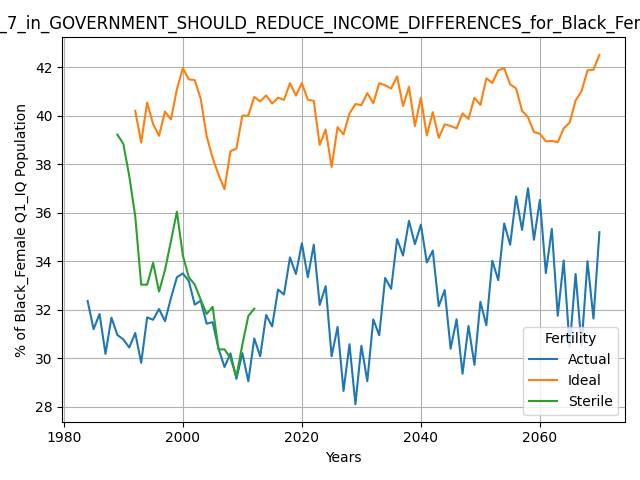 _7_in_GOVERNMENT_SHOULD_REDUCE_INCOME_DIFFERENCES_for_Black_Fem
% of Black_Female Q1_IQ Population
42
40
38
36
34
32
30
28
1980 2000 2020 2040 2060
Years
Fertility
Actual
Ideal
Sterile